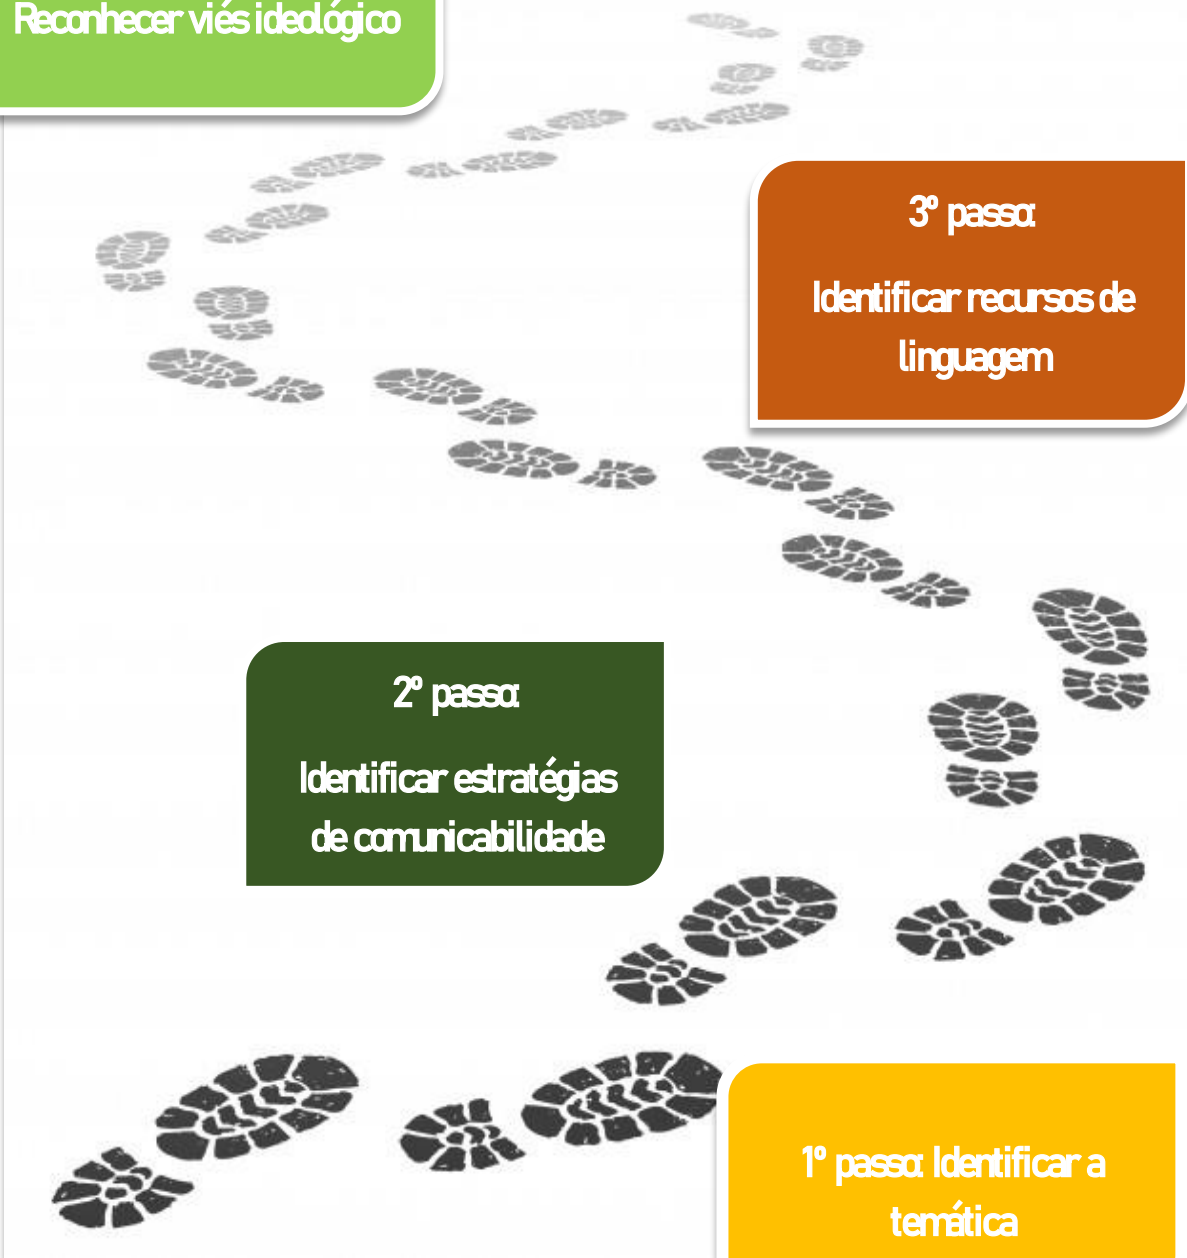 Reconhecer viés ideológico
3º passo:
Identificar recursos de
linguagem
2º passo:
Identificar estratégias
de comunicabilidade
1º passo: Identificar a
temática